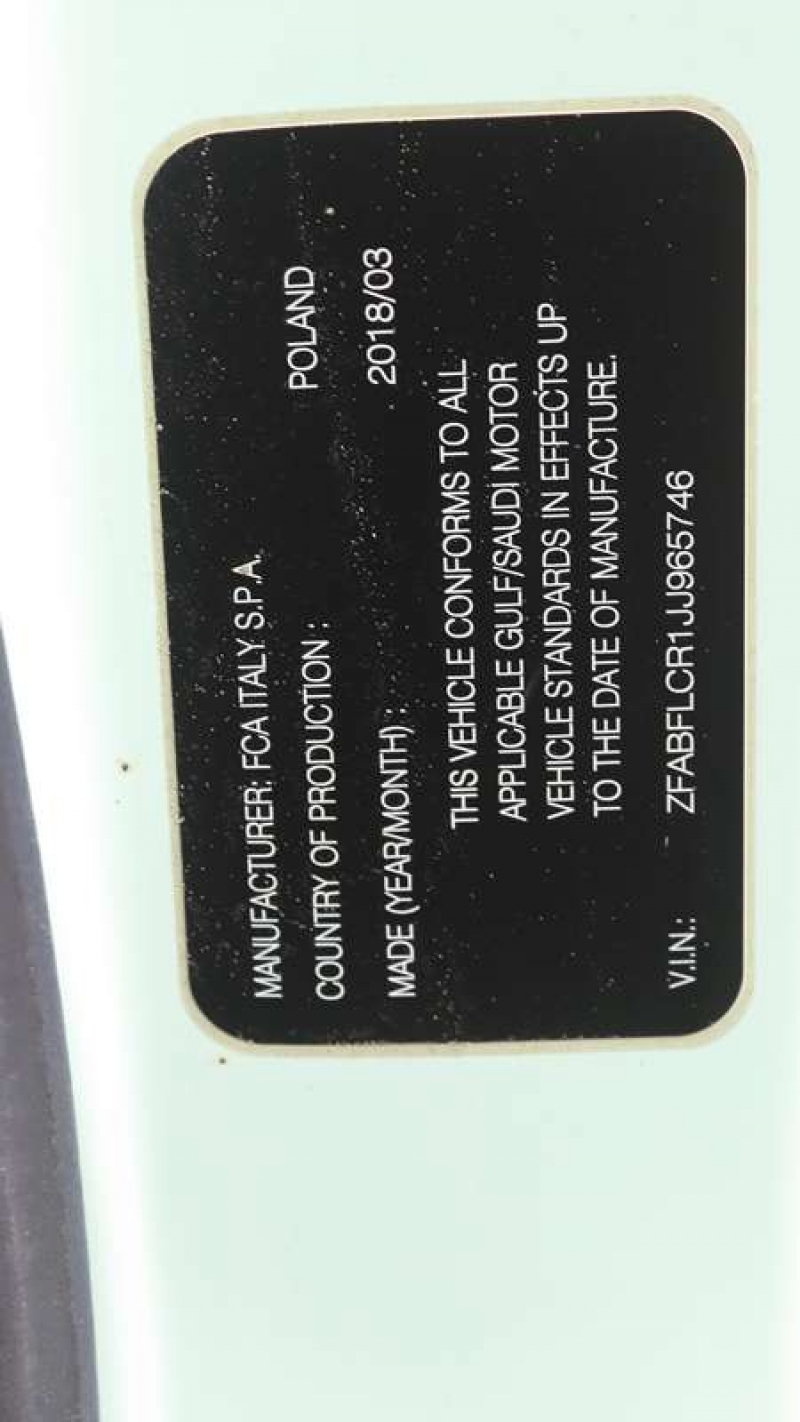 MANUFACTURER: FCA ITALY S.P.A.
COUNTRY OF PRODUCTION : POLAND
MADE (YEAR/MONTH) : 2018/03
THIS VEHICLE CONFORMS TO ALL
APPLICABLE GULF/SAUDI MOTOR
VEHICLE STANDARDS IN EFFECTS UP
TO THE DATE OF MANUFACTURE.
V.I.N.: ZFABFLCR1JJ965746